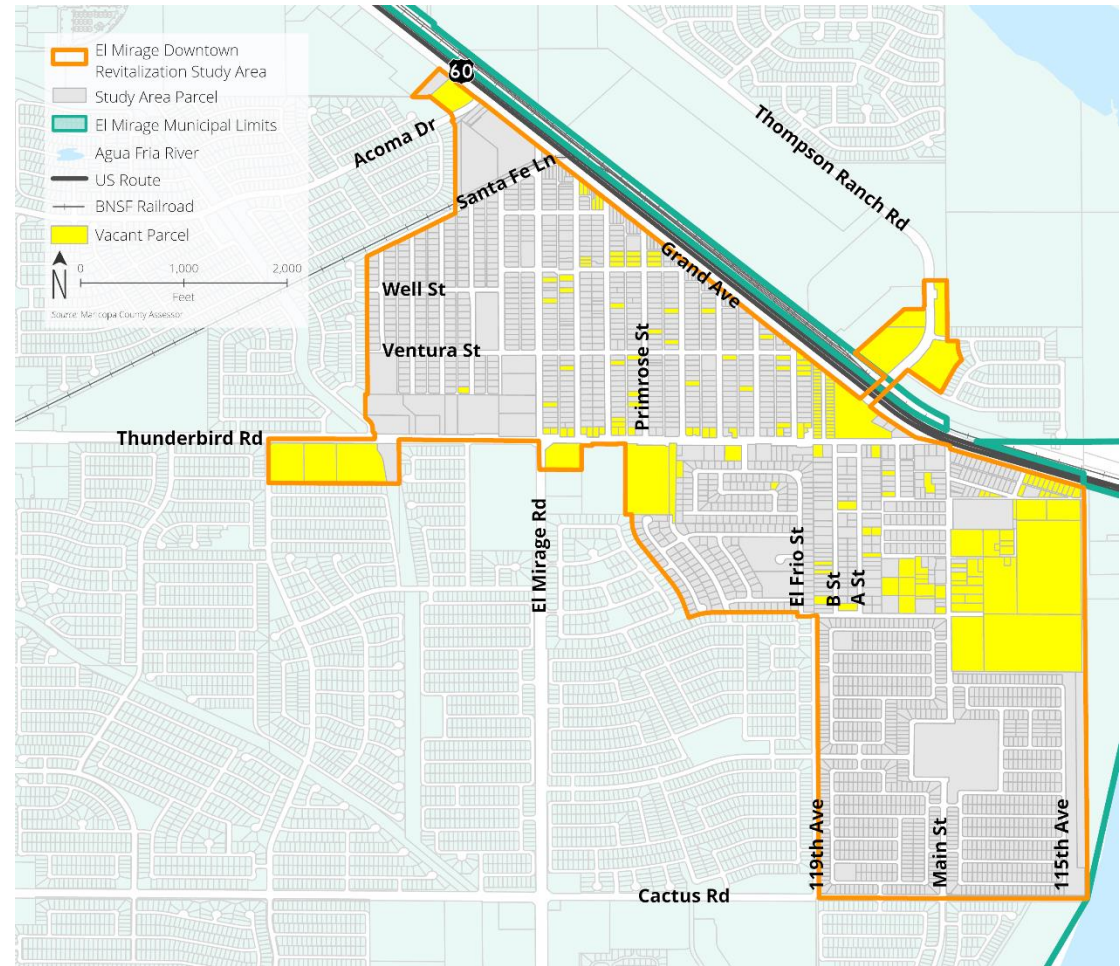 El Mirage Downtown
Revitalization Study Area
Study Area Parcel
El Mirage Municipal Limits
Agua Fria River
US Route
BNSF Railroad
Vacant Parcel
N
0 1,000 2,000
Feet
Source: Maricopa County Assessor
60
Acoma Dr
Santa Fe Ln
Thompson Ranch Rd
Grand Ave
Well St
Ventura St
Primrose St
Thunderbird Rd
El Mirage Rd
El Frio St
B St
A St
119th Ave
Main St
115th Ave
Cactus Rd